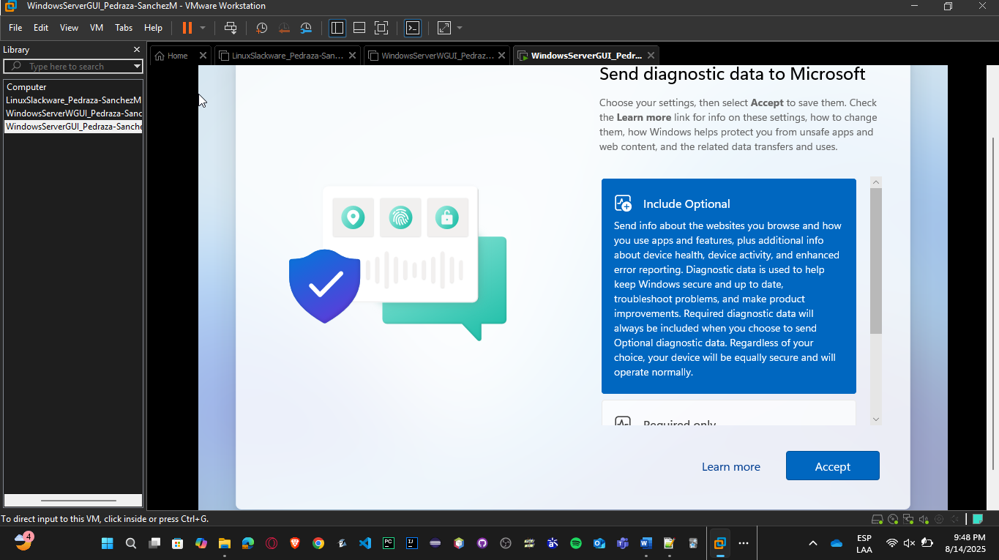 WindowsServerGUI_Pedraza-SanchezM - VMware Workstation
File Edit View VM Tabs Help
Library
Type here to search
Computer
LinuxSlackware_Pedraza-SanchezM
WindowsServerWGUI_Pedraza-Sanc
WindowsServerGUI_Pedraza-Sanche
Home
LinuxSlackware_Pedraza-San...
WindowsServerWGUI_Pedraz...
WindowsServerGUI_Pedr...
Send diagnostic data to Microsoft
Choose your settings, then select Accept to save them. Check
the Learn more link for info on these settings, how to change
them, how Windows helps protect you from unsafe apps and
web content, and the related data transfers and uses.
Include Optional
Send info about the websites you browse and how
you use apps and features, plus additional info
about device health, device activity, and enhanced
error reporting. Diagnostic data is used to help
keep Windows secure and up to date,
troubleshoot problems, and make product
improvements. Required diagnostic data will
always be included when you choose to send
Optional diagnostic data. Regardless of your
choice, your device will be equally secure and will
operate normally.
Required only
Learn more
Accept
To direct input to this VM, click inside or press Ctrl+G.
4
ESP
LAA
9:48 PM
8/14/2025